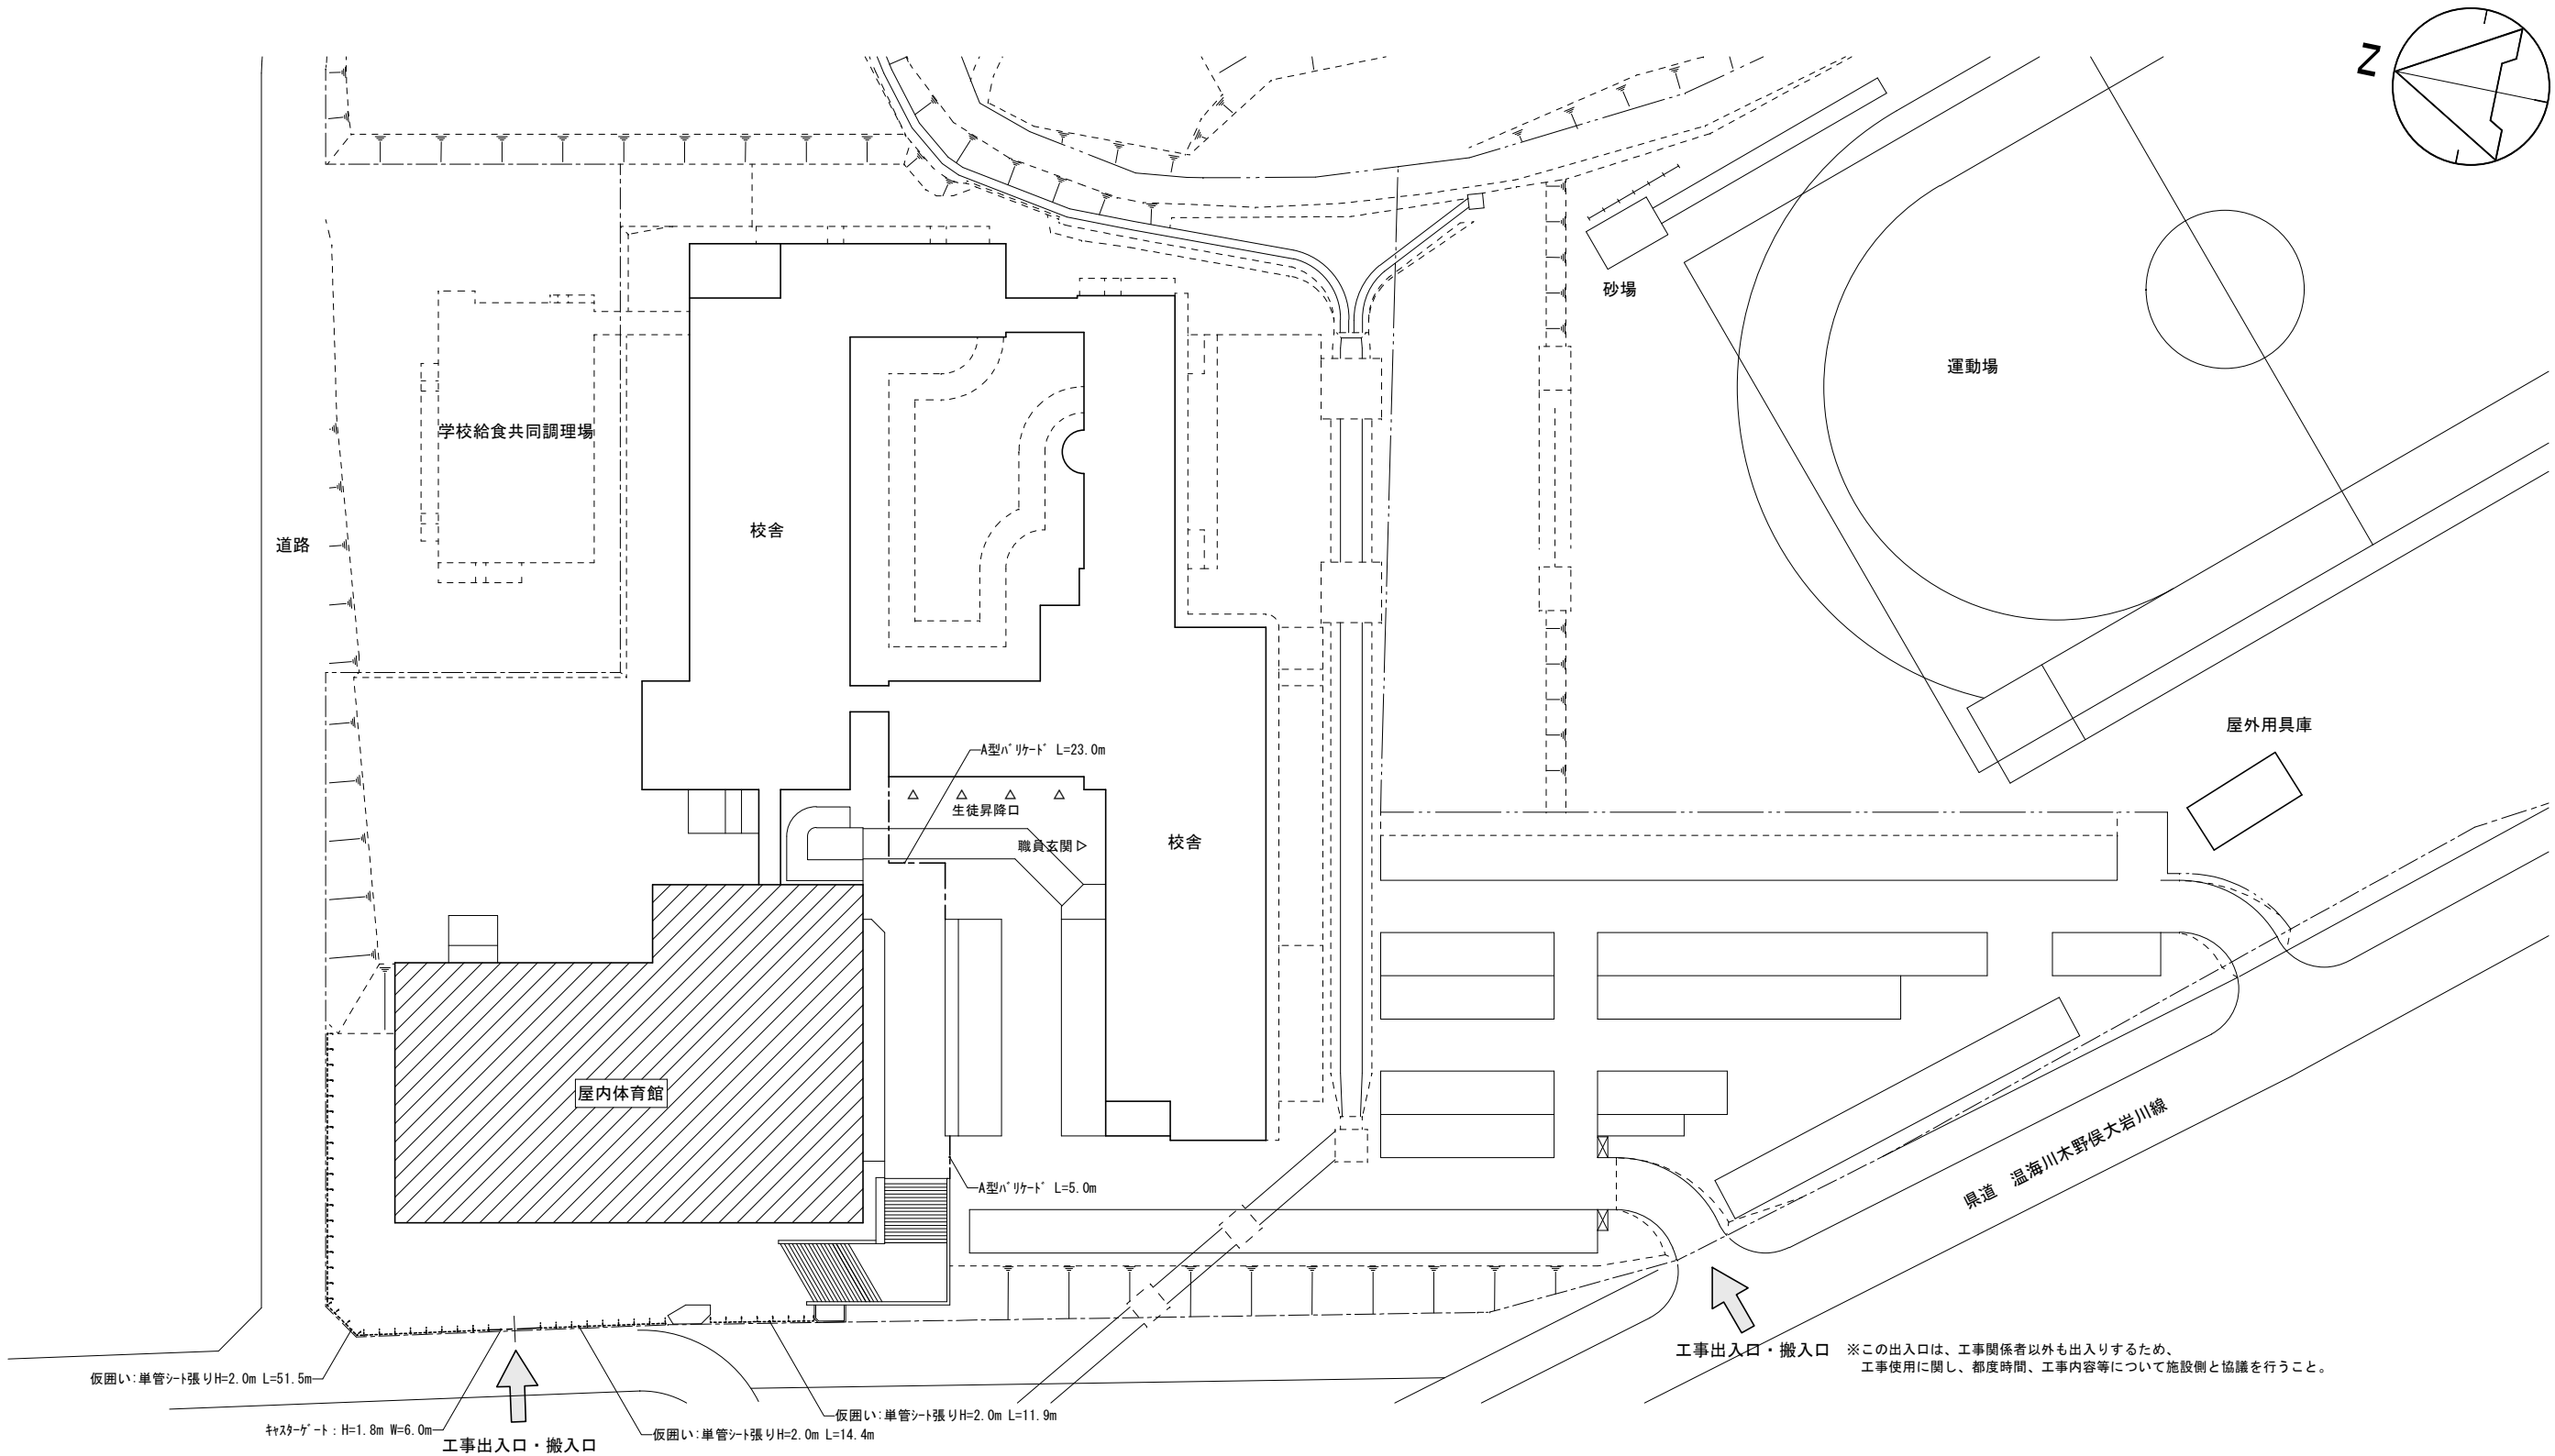 Z
砂場
運動場
学校給食共同調理場
校舎
道路
屋外用具庫
A型ﾊﾞﾘｹｰﾄﾞ L=23.0m
生徒昇降口
職員玄関
校舎
屋内体育館
県道　温海川木野俣大岩川線
A型ﾊﾞﾘｹｰﾄﾞ L=5.0m
工事出入口・搬入口
※この出入口は、工事関係者以外も出入りするため、
工事使用に関し、都度時間、工事内容等について施設側と協議を行うこと。
仮囲い:単管ｼｰﾄ張りH=2.0m L=51.5m
仮囲い:単管ｼｰﾄ張りH=2.0m L=11.9m
ｷｬｽﾀｰｹﾞｰﾄ：H=1.8m W=6.0m
仮囲い:単管ｼｰﾄ張りH=2.0m L=14.4m
工事出入口・搬入口